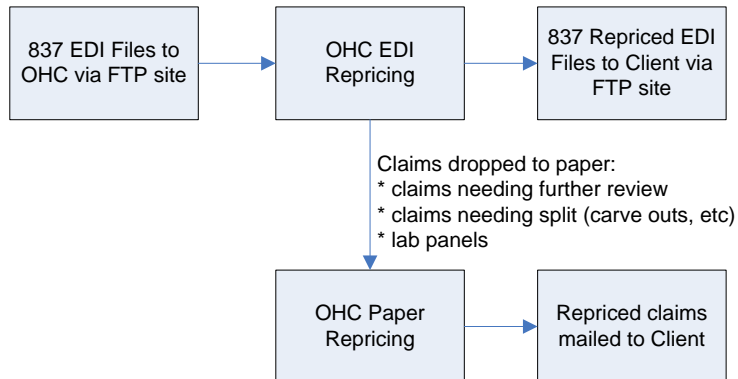 837 EDI Files to
OHC via FTP site
OHC EDI
Repricing
837 Repriced EDI
Files to Client via
FTP site
Claims dropped to paper:
* claims needing further review
* claims needing split (carve outs, etc)
* lab panels
OHC Paper
Repricing
Repriced claims
mailed to Client